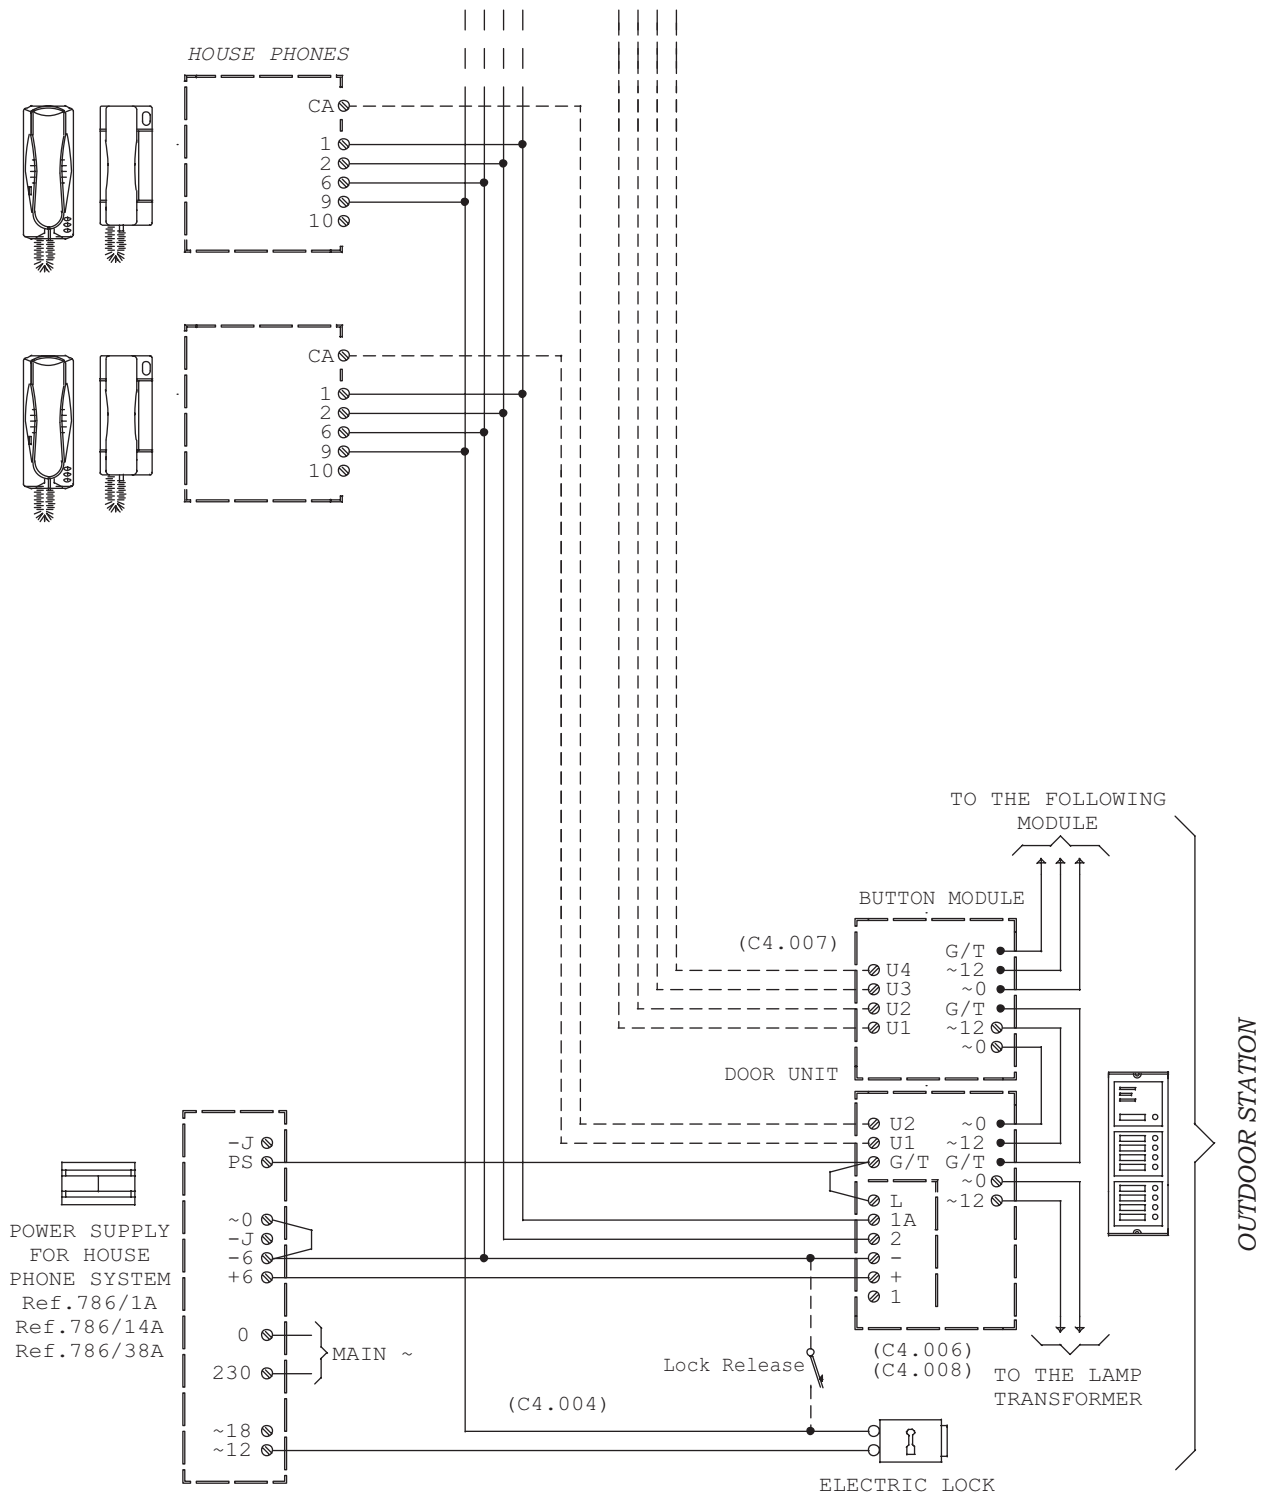 HOUSE PHONES
CA
1
2
6
9
10
CA
1
2
6
9
10
TO THE FOLLOWING
MODULE
BUTTON MODULE
(C4.007)
G/T
U4 ~12
U3 ~0
U2 G/T
U1 ~12
~0
DOOR UNIT
U2 ~0
U1 ~12
G/T G/T
~0
L ~12
1A
2
-
+
1
(C4.006)
(C4.008)
TO THE LAMP
TRANSFORMER
OUTDOOR STATION
-J
PS
~0
-J
-6
+6
0
230
~18
~12
MAIN ~
POWER SUPPLY
FOR HOUSE
PHONE SYSTEM
Ref.786/1A
Ref.786/14A
Ref.786/38A
Lock Release
(C4.004)
ELECTRIC LOCK